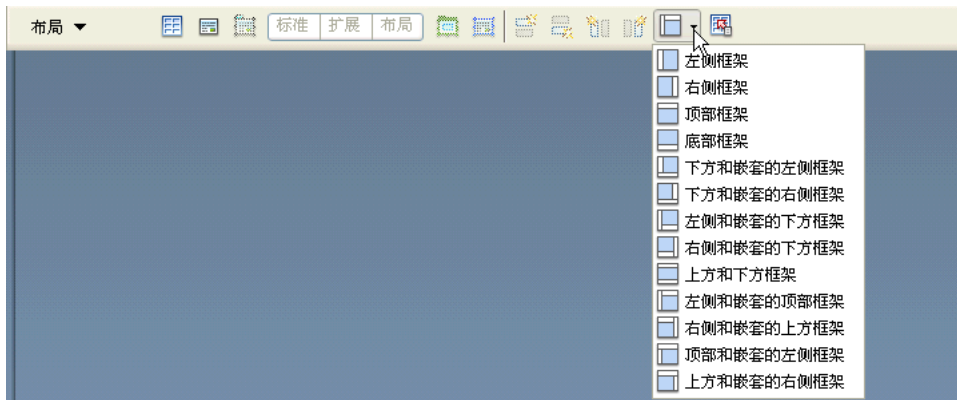 布局
标准 扩展 布局
左侧框架
右侧框架
顶部框架
底部框架
下方和嵌套的左侧框架
下方和嵌套的右侧框架
左侧和嵌套的下方框架
右侧和嵌套的下方框架
上方和下方框架
左侧和嵌套的顶部框架
右侧和嵌套的上方框架
顶部和嵌套的左侧框架
上方和嵌套的右侧框架